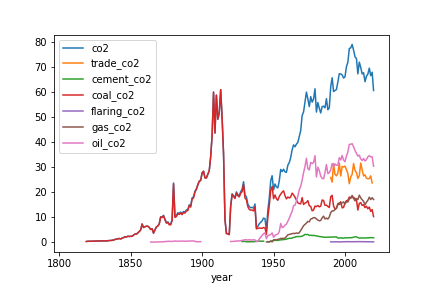 80
70
60
50
40
30
20
10
0
co2
trade_co2
cement_co2
coal_co2
flaring_co2
gas_co2
oil_co2
1800 1850 1900 1950 2000
year